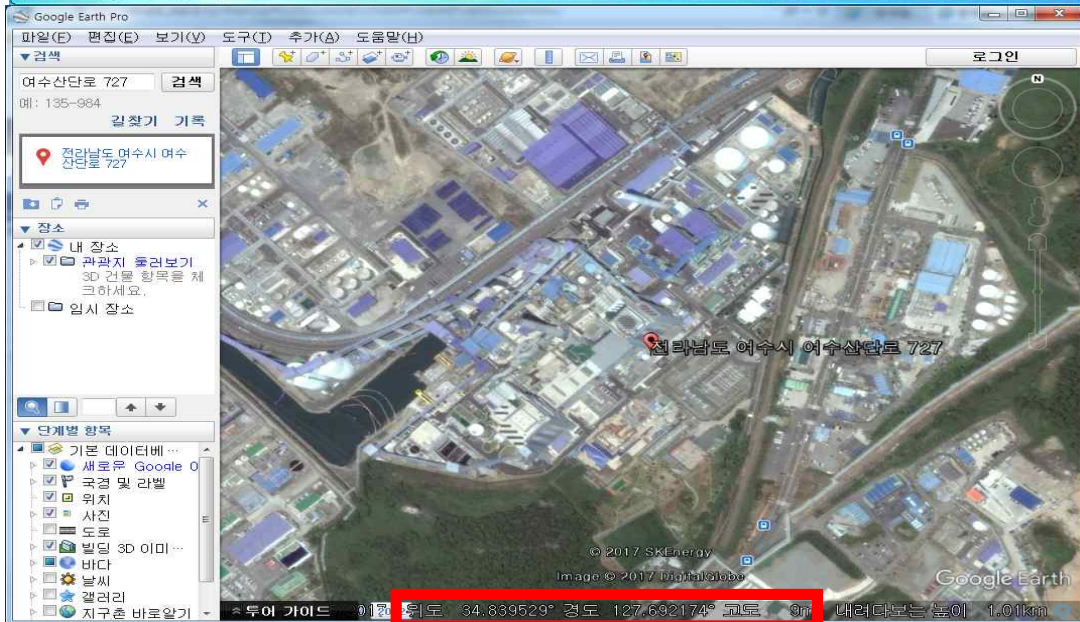 Google Earth Pro
파일(F) 편집(E) 보기(V) 도구(T) 추가(A) 도움말(H)
▼검색
로그인
여수산단로 727 검색
예: 135-984
길찾기 기록
전라남도 여수시 여수
산단로 727
▼ 장소
내 장소
관광지 둘러보기
3D 건물 항목을 체
크하세요.
임시 장소
▼ 단계별 항목
기본 데이터베···
새로운 Google
국경 및 라벨
위치
사진
도로
빌딩 3D 이미···
바다
날씨
갤러리
지구촌 바로알기
N
전라남도 여수시 여수산단로 727
© 2017 SKEnergy
Image © 2017 DigitalGlobe
Google Earth
투어 가이드 위도 34.839529° 경도 127.692174° 고도 9m 내려다보는 높이 1.01km